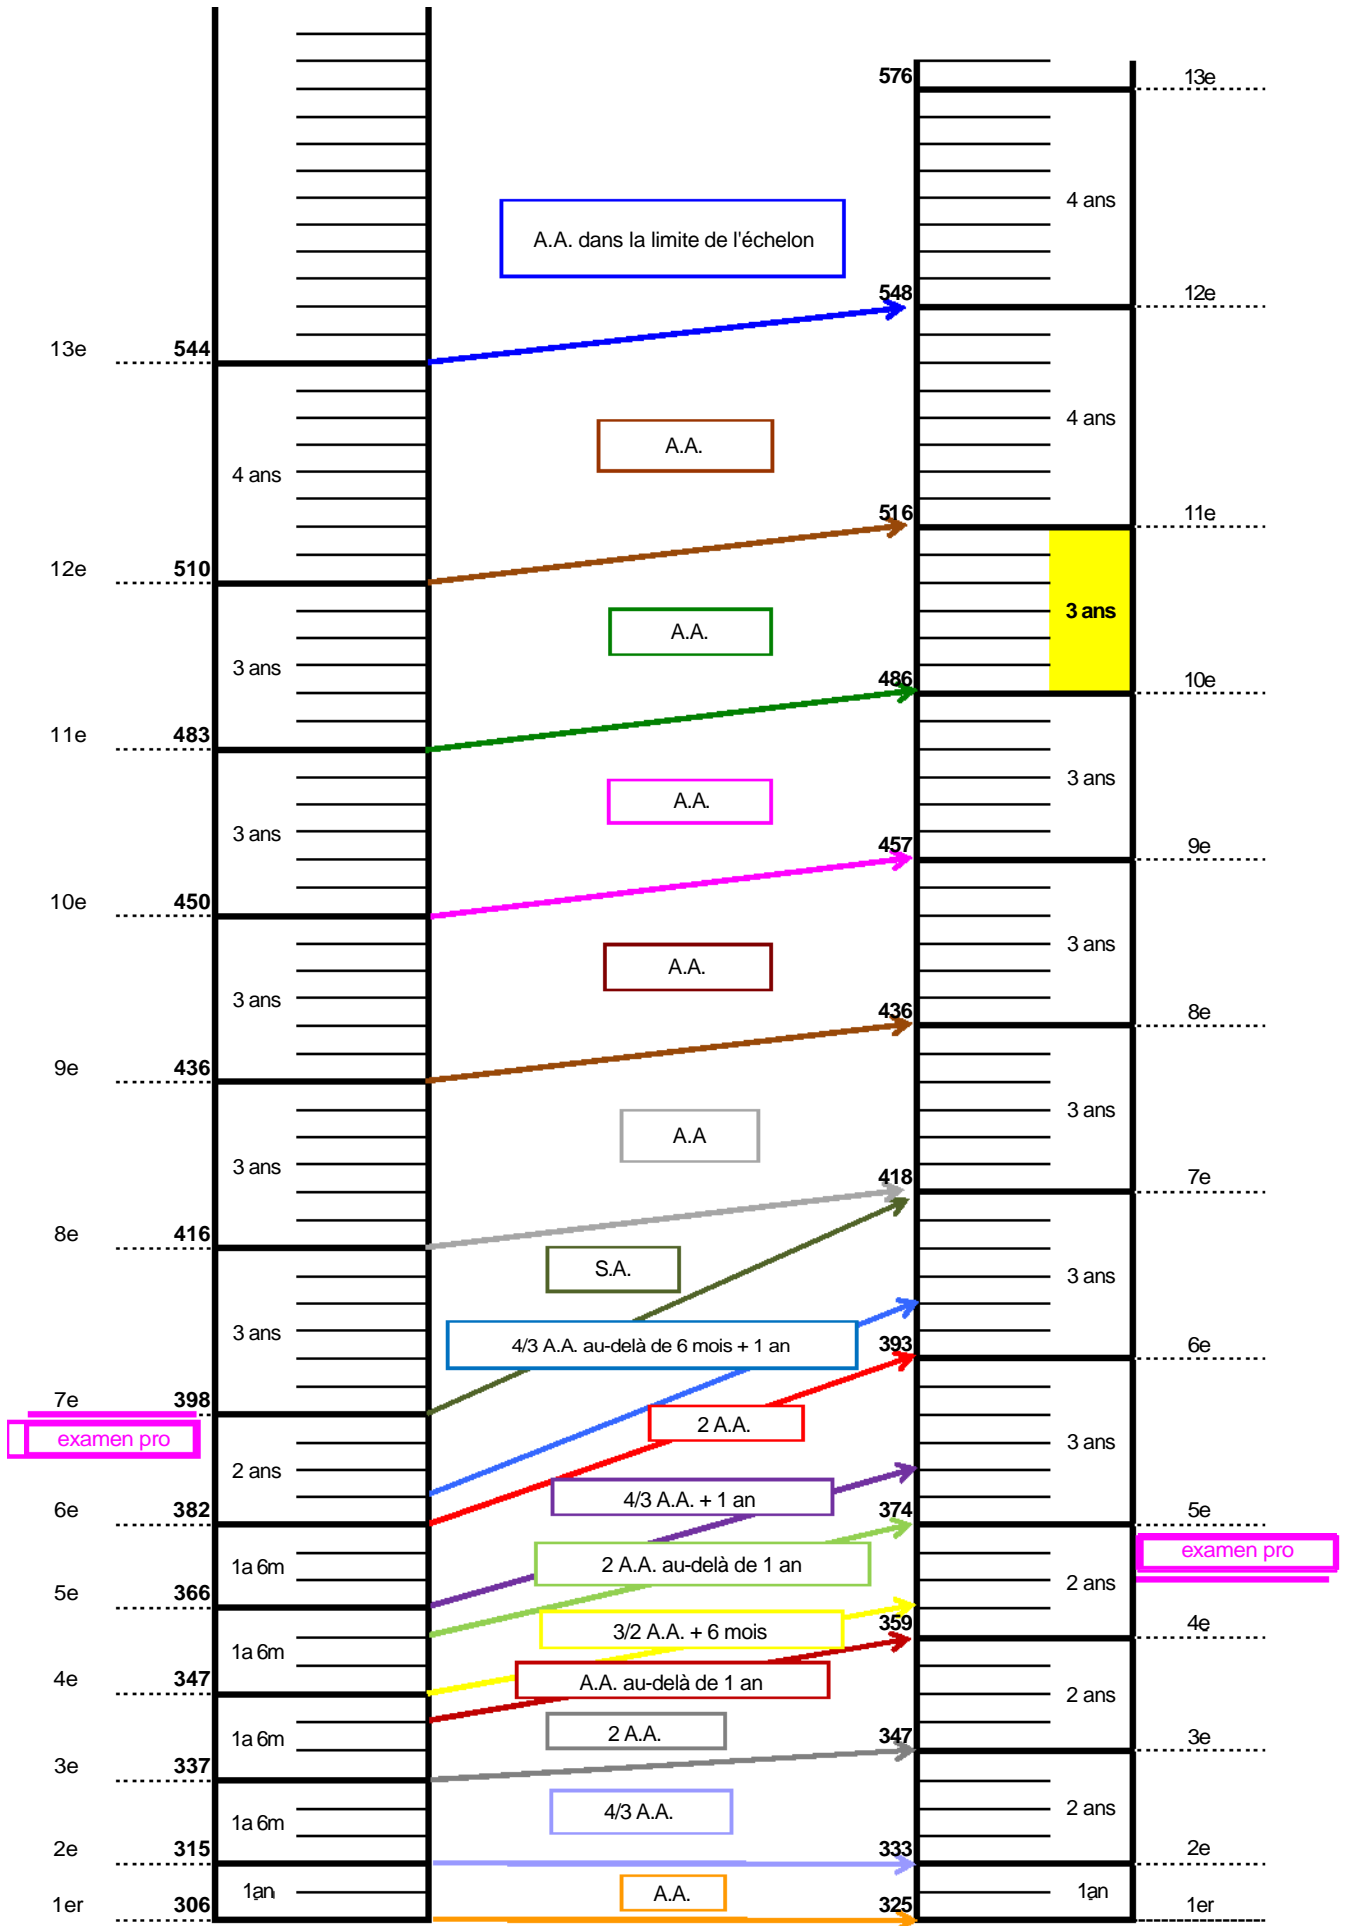 576 13e
4 ans
A.A. dans la limite de l'échelon
548 12e
13e 544
4 ans
A.A.
4 ans
516 11e
12e 510
3 ans
A.A.
3 ans
486 10e
11e 483
3 ans
A.A.
3 ans
457 9e
10e 450
3 ans
A.A.
3 ans
436 8e
9e 436
3 ans
A.A
3 ans
418 7e
8e 416
S.A.
3 ans
3 ans
4/3 A.A. au-delà de 6 mois + 1 an
393 6e
7e 398
2 A.A.
examen pro
3 ans
2 ans
4/3 A.A. + 1 an
6e 382
374 5e
examen pro
2 A.A. au-delà de 1 an
1a 6m
2 ans
5e 366
3/2 A.A. + 6 mois
359 4e
1a 6m
4e 347
A.A. au-delà de 1 an
2 ans
2 A.A.
1a 6m
347 3e
3e 337
4/3 A.A.
2 ans
1a 6m
2e 315
333 2e
1an
A.A.
1an
1er 306
325 1er